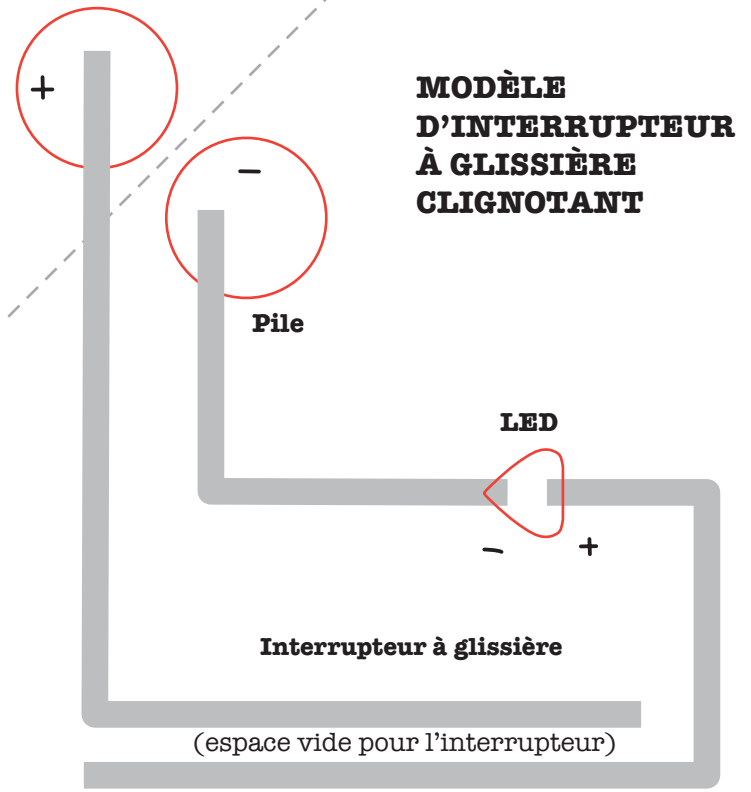 MODÈLE
D'INTERRUPTEUR
À GLISSIÈRE
CLIGNOTANT
+
−
Pile
LED
− +
Interrupteur à glissière
(espace vide pour l'interrupteur)